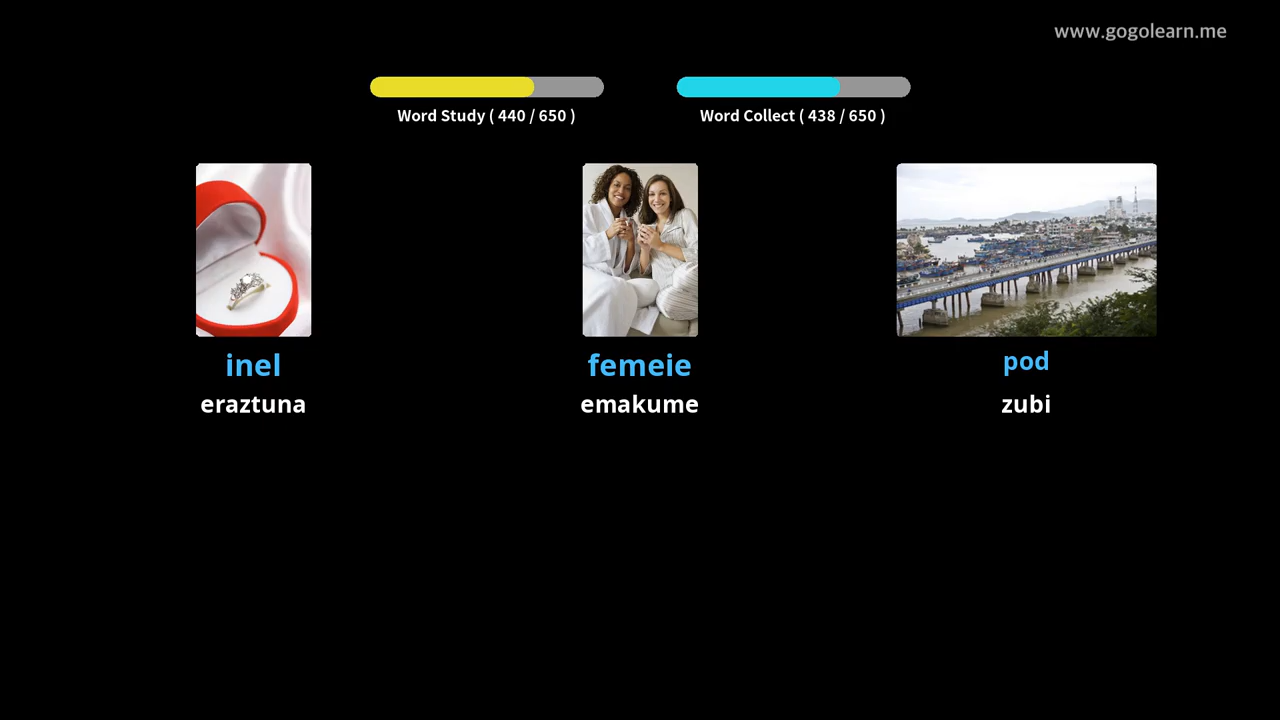 www.gogolearn.me
Word Study ( 440 / 650 )
Word Collect ( 438 / 650 )
inel
eraztuna
femeie
emakume
pod
zubi